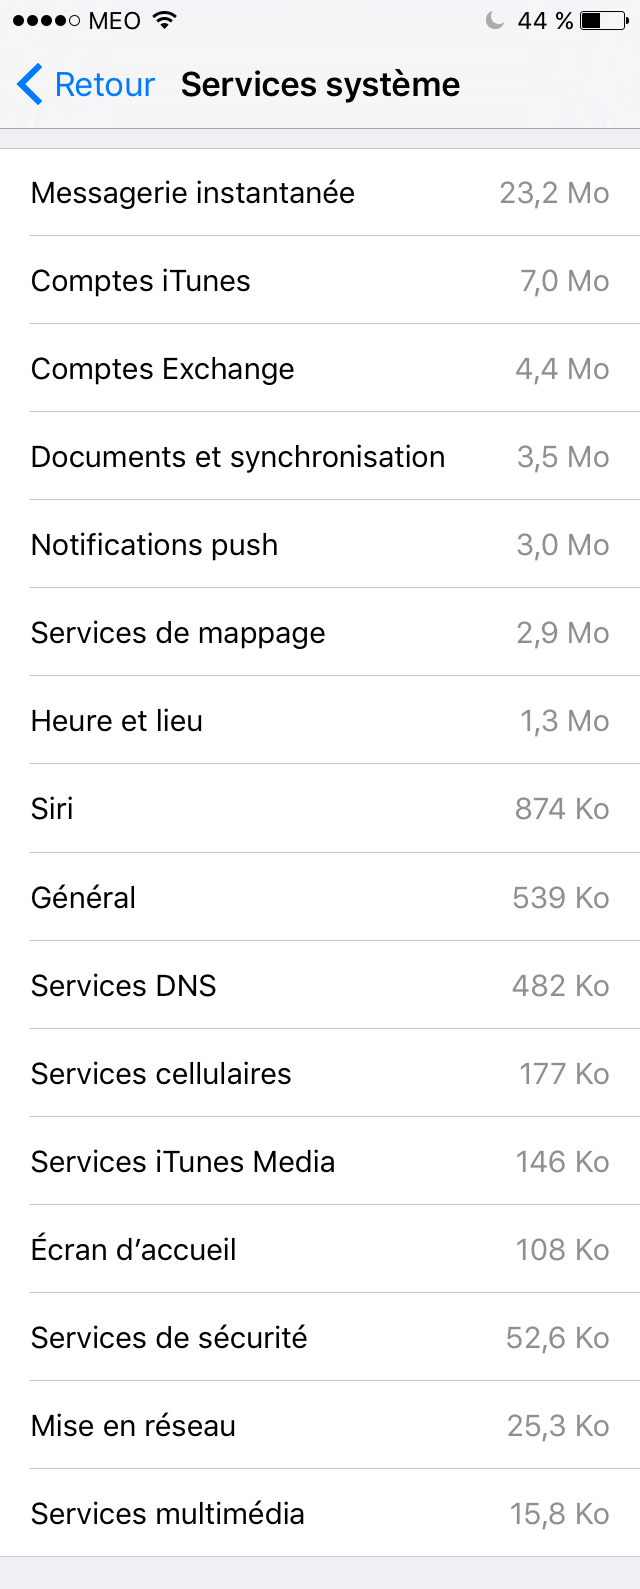 MEO 44 %
Retour Services système
Messagerie instantanée 23,2 Mo
Comptes iTunes 7,0 Mo
Comptes Exchange 4,4 Mo
Documents et synchronisation 3,5 Mo
Notifications push 3,0 Mo
Services de mappage 2,9 Mo
Heure et lieu 1,3 Mo
Siri 874 Ko
Général 539 Ko
Services DNS 482 Ko
Services cellulaires 177 Ko
Services iTunes Media 146 Ko
Écran d’accueil 108 Ko
Services de sécurité 52,6 Ko
Mise en réseau 25,3 Ko
Services multimédia 15,8 Ko